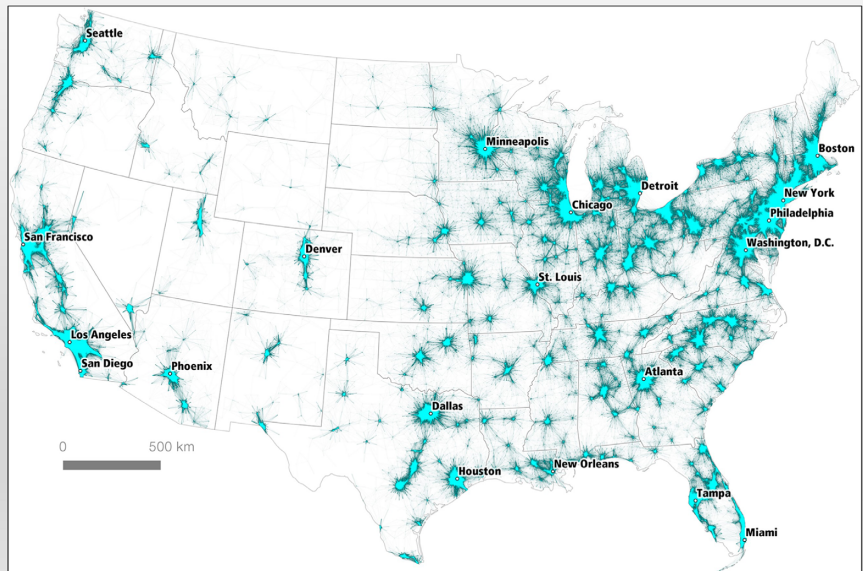 Seattle
Minneapolis
Boston
Detroit
New York
Chicago
Philadelphia
San Francisco
Washington, D.C.
Denver
St. Louis
Los Angeles
San Diego
Phoenix
Atlanta
Dallas
0 500 km
New Orleans
Houston
Tampa
Miami